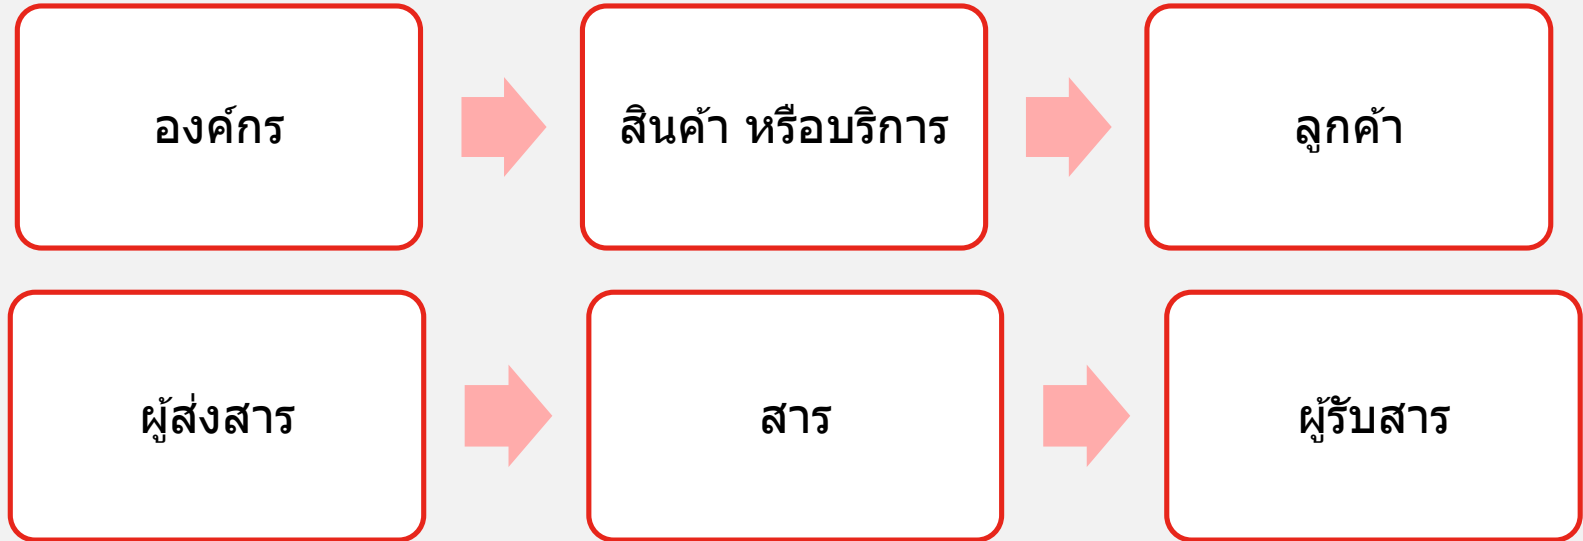 องค์กร
สินค้า หรือบริการ
ลูกค้า
ผู้ส่งสาร
สาร
ผู้รับสาร